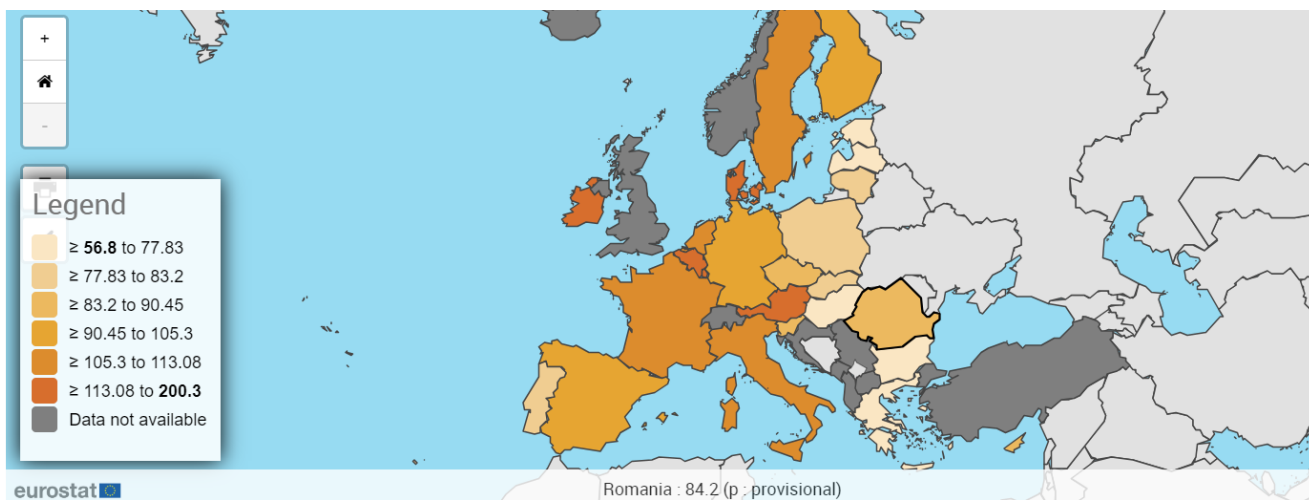 +
-
Legend
≥ 56.8 to 77.83
≥ 77.83 to 83.2
≥ 83.2 to 90.45
≥ 90.45 to 105.3
≥ 105.3 to 113.08
≥ 113.08 to 200.3
Data not available
eurostat
Romania : 84.2 (p : provisional)